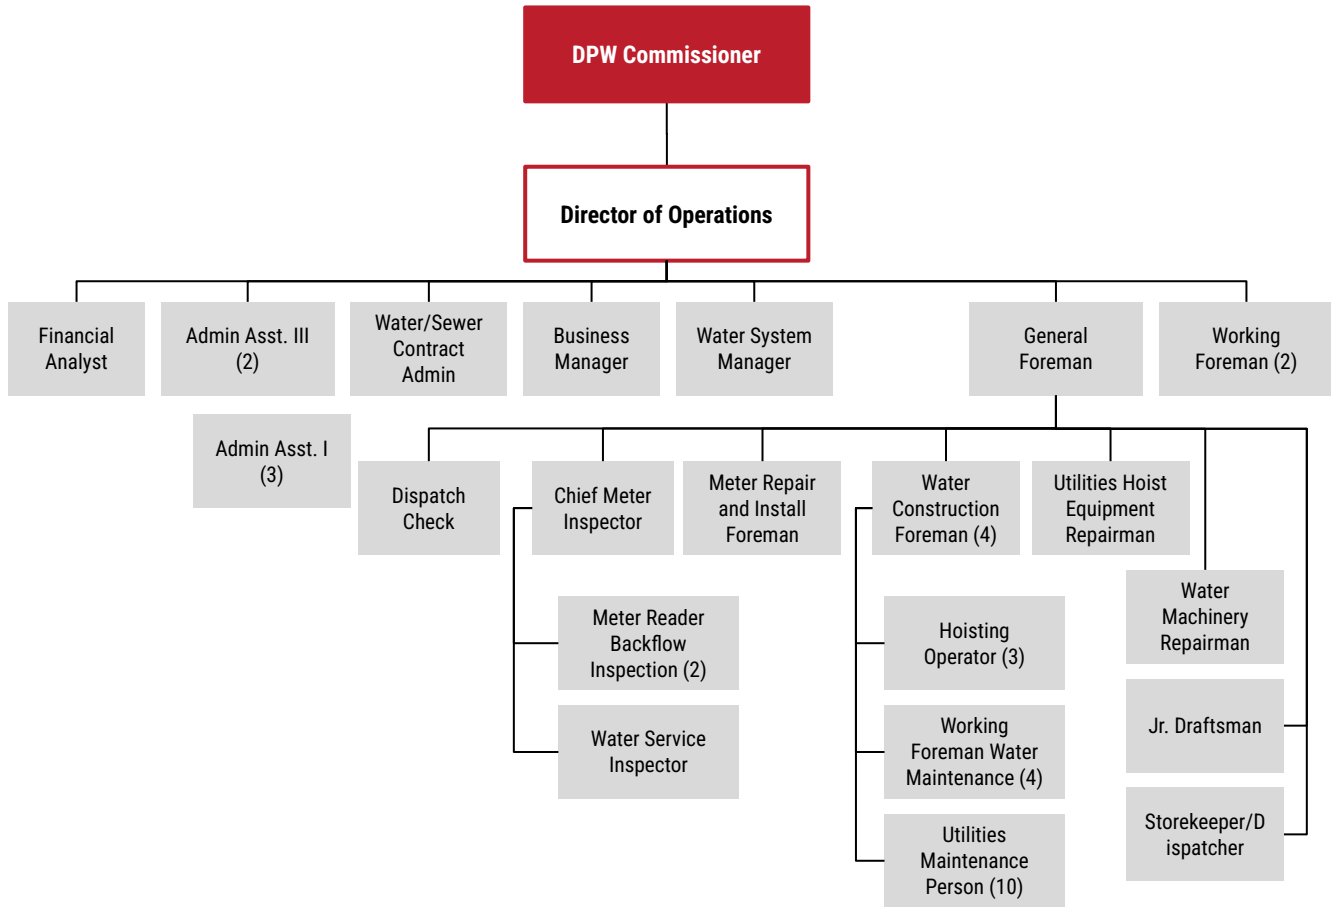 DPW Commissioner
Director of Operations
Financial
Analyst
Admin Asst. III
(2)
Water/Sewer
Contract
Admin
Business
Manager
Water System
Manager
General
Foreman
Working
Foreman (2)
Admin Asst. I
(3)
Dispatch
Check
Chief Meter
Inspector
Meter Repair
and Install
Foreman
Water
Construction
Foreman (4)
Utilities Hoist
Equipment
Repairman
Water
Machinery
Repairman
Meter Reader
Backflow
Inspection (2)
Hoisting
Operator (3)
Jr. Draftsman
Water Service
Inspector
Working
Foreman Water
Maintenance (4)
Storekeeper/D
ispatcher
Utilities
Maintenance
Person (10)